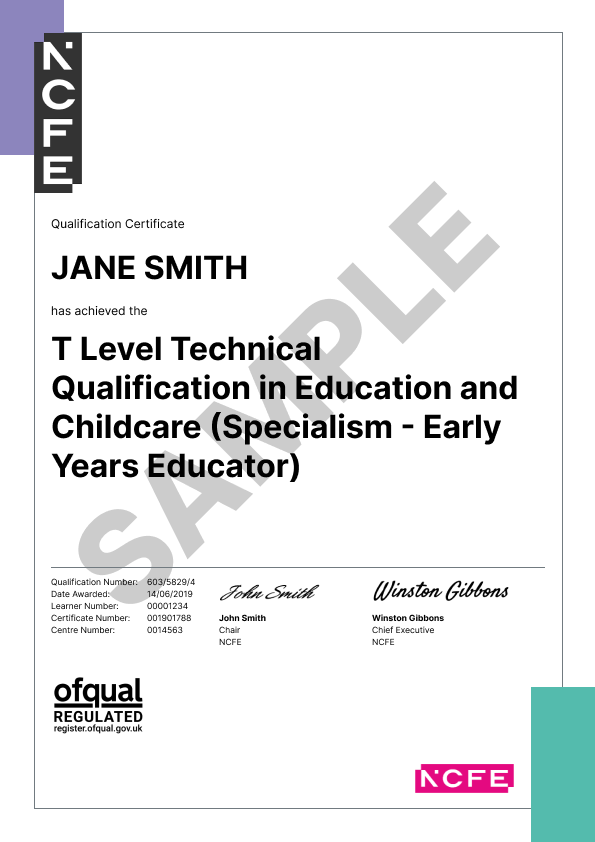 NCFE
Qualification Certificate
JANE SMITH
has achieved the
T Level Technical
Qualification in Education and
Childcare (Specialism - Early
Years Educator)
SAMPLE
Qualification Number: 603/5829/4
Date Awarded: 14/06/2019
Learner Number: 00001234
Certificate Number: 001901788
Centre Number: 0014563
John Smith
John Smith
Chair
NCFE
Winston Gibbons
Winston Gibbons
Chief Executive
NCFE
ofqual
REGULATED
register.ofqual.gov.uk
NCFE